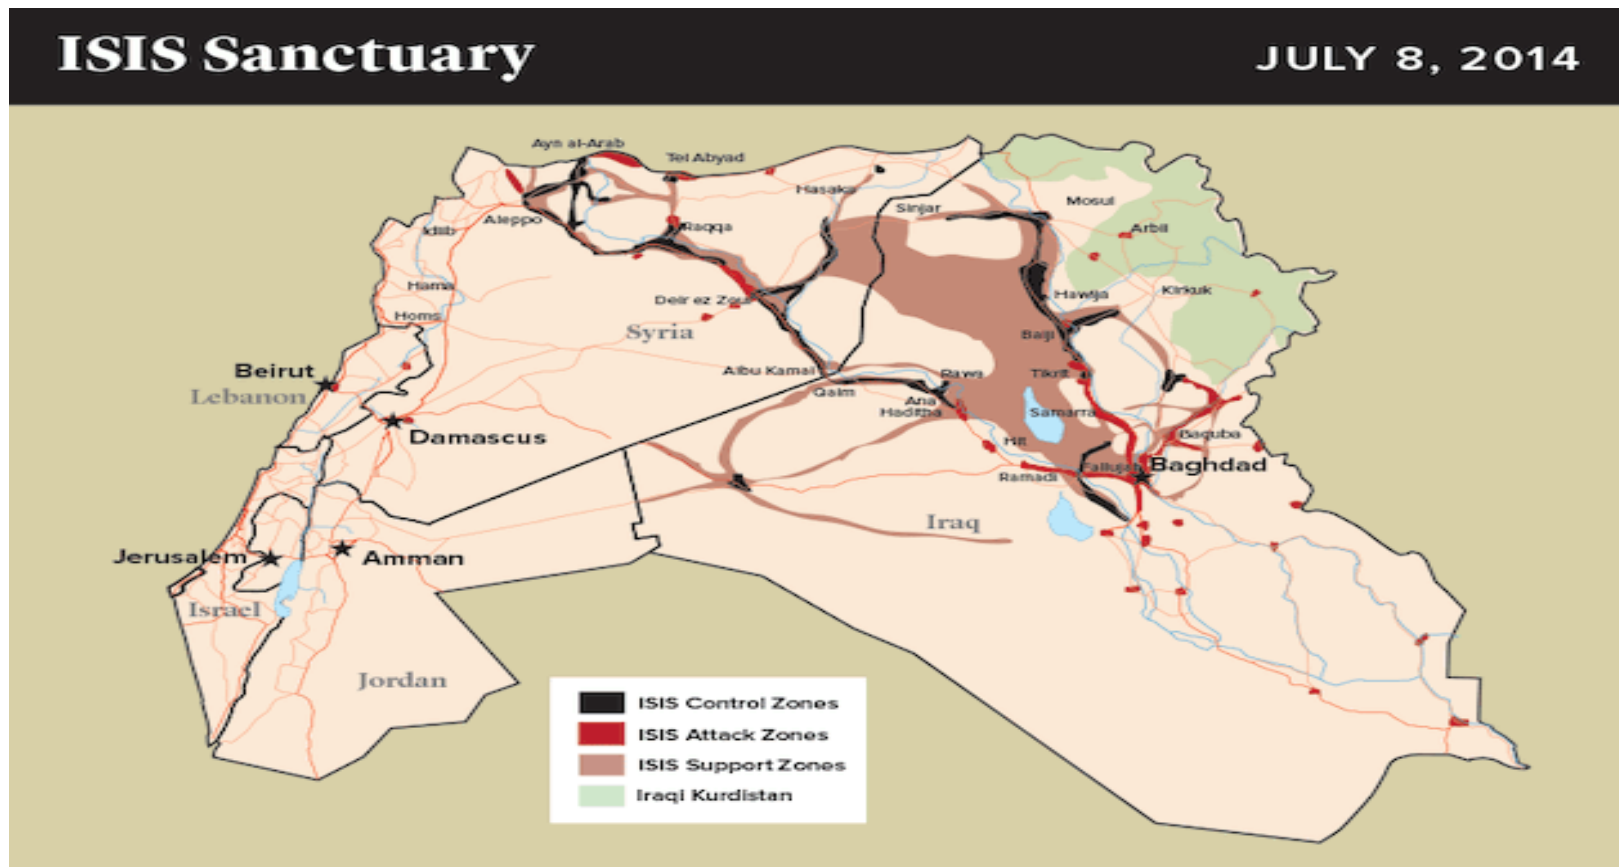 ISIS Sanctuary
JULY 8, 2014
Ayn al-Arab
Tel Abyad
Hasaka
Sinjar
Mosul
Aleppo
Idlib
Raqqa
Arbil
Hama
Deir ez Zour
Hawija
Kirkuk
Homs
Syria
Baiji
Beirut
Lebanon
Albu Kamal
Qaim
Rawa
Tikrit
Ana
Haditha
Samarra
Damascus
Hit
Baquba
Ramadi
Fallujah
Baghdad
Iraq
Jerusalem
Amman
Israel
Jordan
ISIS Control Zones
ISIS Attack Zones
ISIS Support Zones
Iraqi Kurdistan